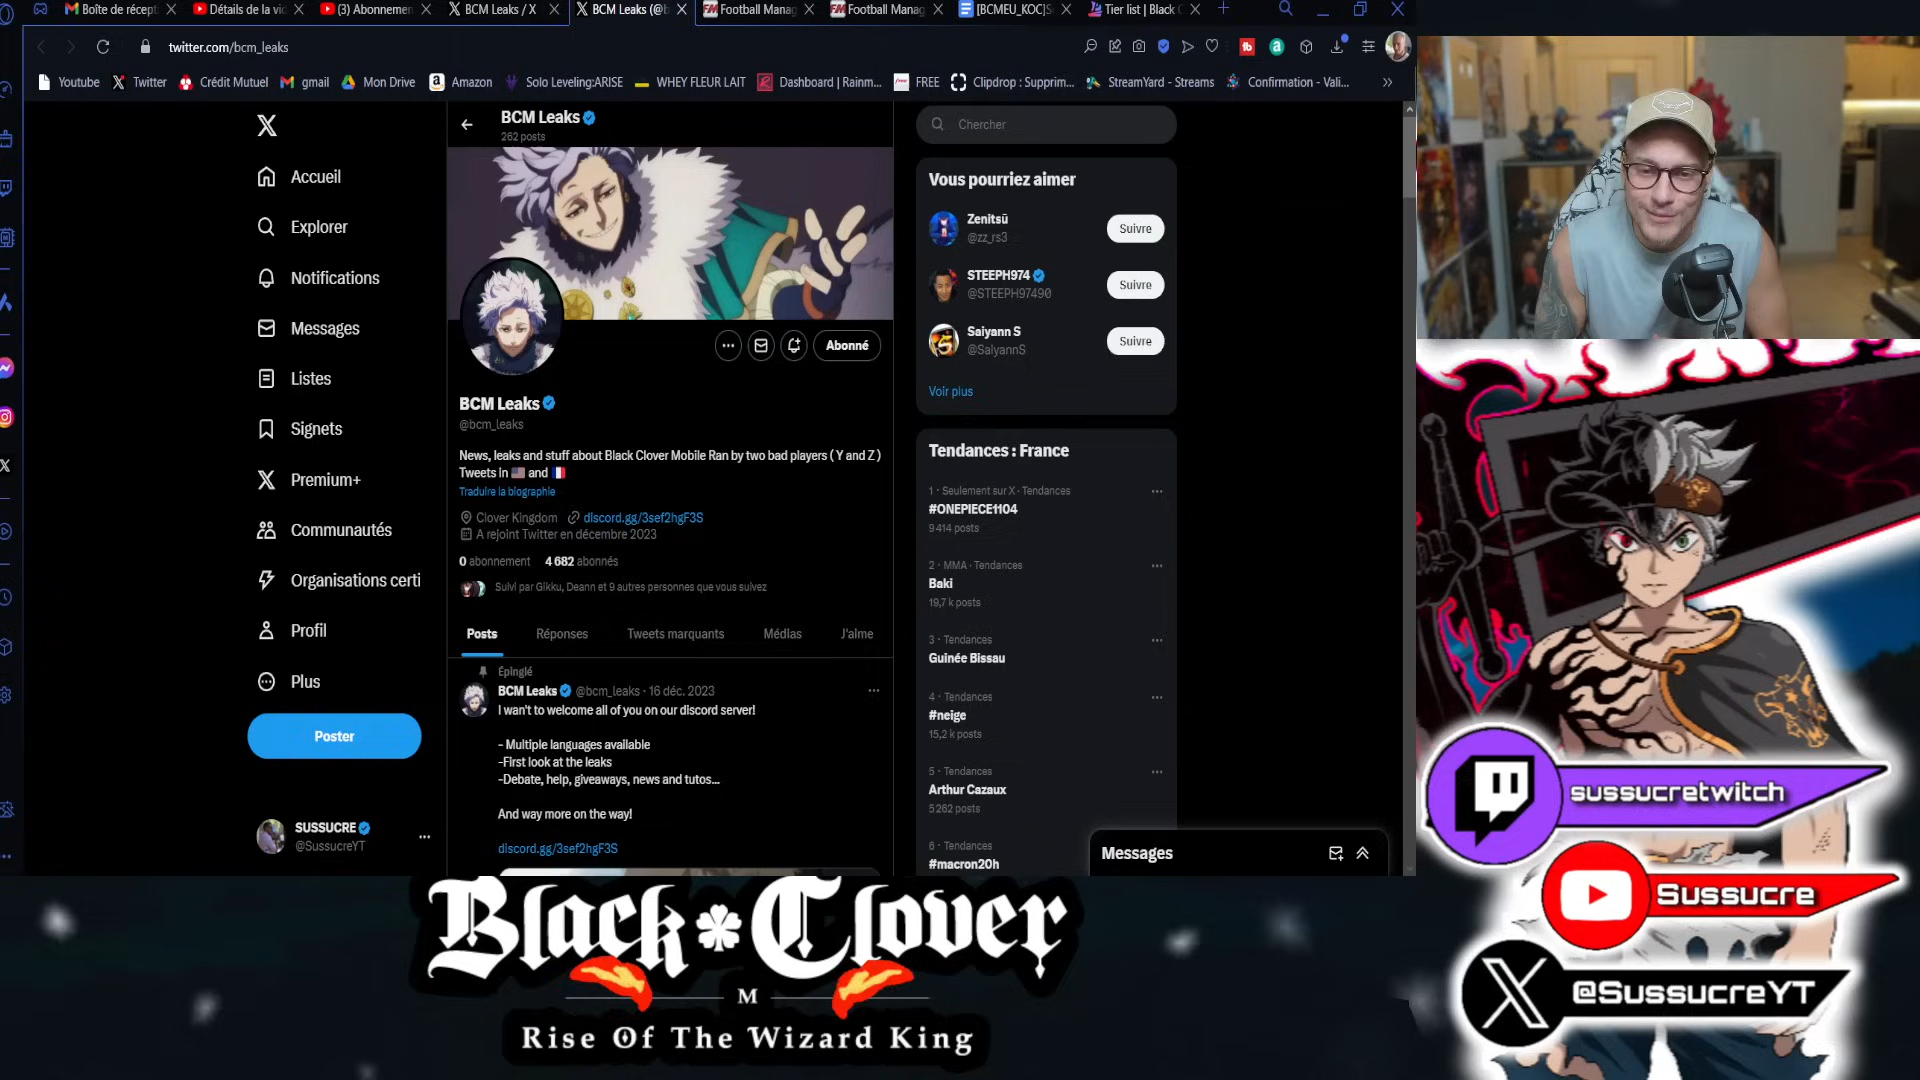 Boîte de récept
Détails de la vi
(3) Abonnemen
BCM Leaks / X
BCM Leaks (@b
Football Manag
Football Manag
[BCMEU_KOC]S
Tier list | Black C
twitter.com/bcm_leaks
Youtube
Twitter
Crédit Mutuel
gmail
Mon Drive
Amazon
Solo Leveling:ARISE
WHEY FLEUR LAIT
Dashboard | Rainm...
FREE
Clipdrop : Supprim...
StreamYard - Streams
Confirmation - Vali...
Accueil
Explorer
Notifications
Messages
Listes
Signets
Premium+
Communautés
Organisations certi
Profil
Plus
Poster
SUSSUCRE
@SussucreYT
BCM Leaks
262 posts
Abonné
BCM Leaks
@bcm_leaks
News, leaks and stuff about Black Clover Mobile Ran by two bad players ( Y and Z )
Tweets in 🇺🇸 and 🇫🇷
Traduire la biographie
Clover Kingdom discord.gg/3sef2hgF3S
A rejoint Twitter en décembre 2023
0 abonnement 4 682 abonnés
Suivi par Gikku, Deann et 9 autres personnes que vous suivez
Posts Réponses Tweets marquants Médias J'aime
Épinglé
BCM Leaks @bcm_leaks · 16 déc. 2023
I wan't to welcome all of you on our discord server!
- Multiple languages available
-First look at the leaks
-Debate, help, giveaways, news and tutos...
And way more on the way!
discord.gg/3sef2hgF3S
Chercher
Vous pourriez aimer
Zenitsü
@zz_rs3
Suivre
STEEPH974
@STEEPH97490
Suivre
Saiyann S
@SaiyannS
Suivre
Voir plus
Tendances : France
1 · Seulement sur X · Tendances
#ONEPIECE1104
9 414 posts
2 · MMA · Tendances
Baki
19,7 k posts
3 · Tendances
Guinée Bissau
4 · Tendances
#neige
15,2 k posts
5 · Tendances
Arthur Cazaux
5 262 posts
6 · Tendances
#macron20h
Messages
sussucretwitch
Sussucre
@SussucreYT
Black Clover
M
Rise Of The Wizard King